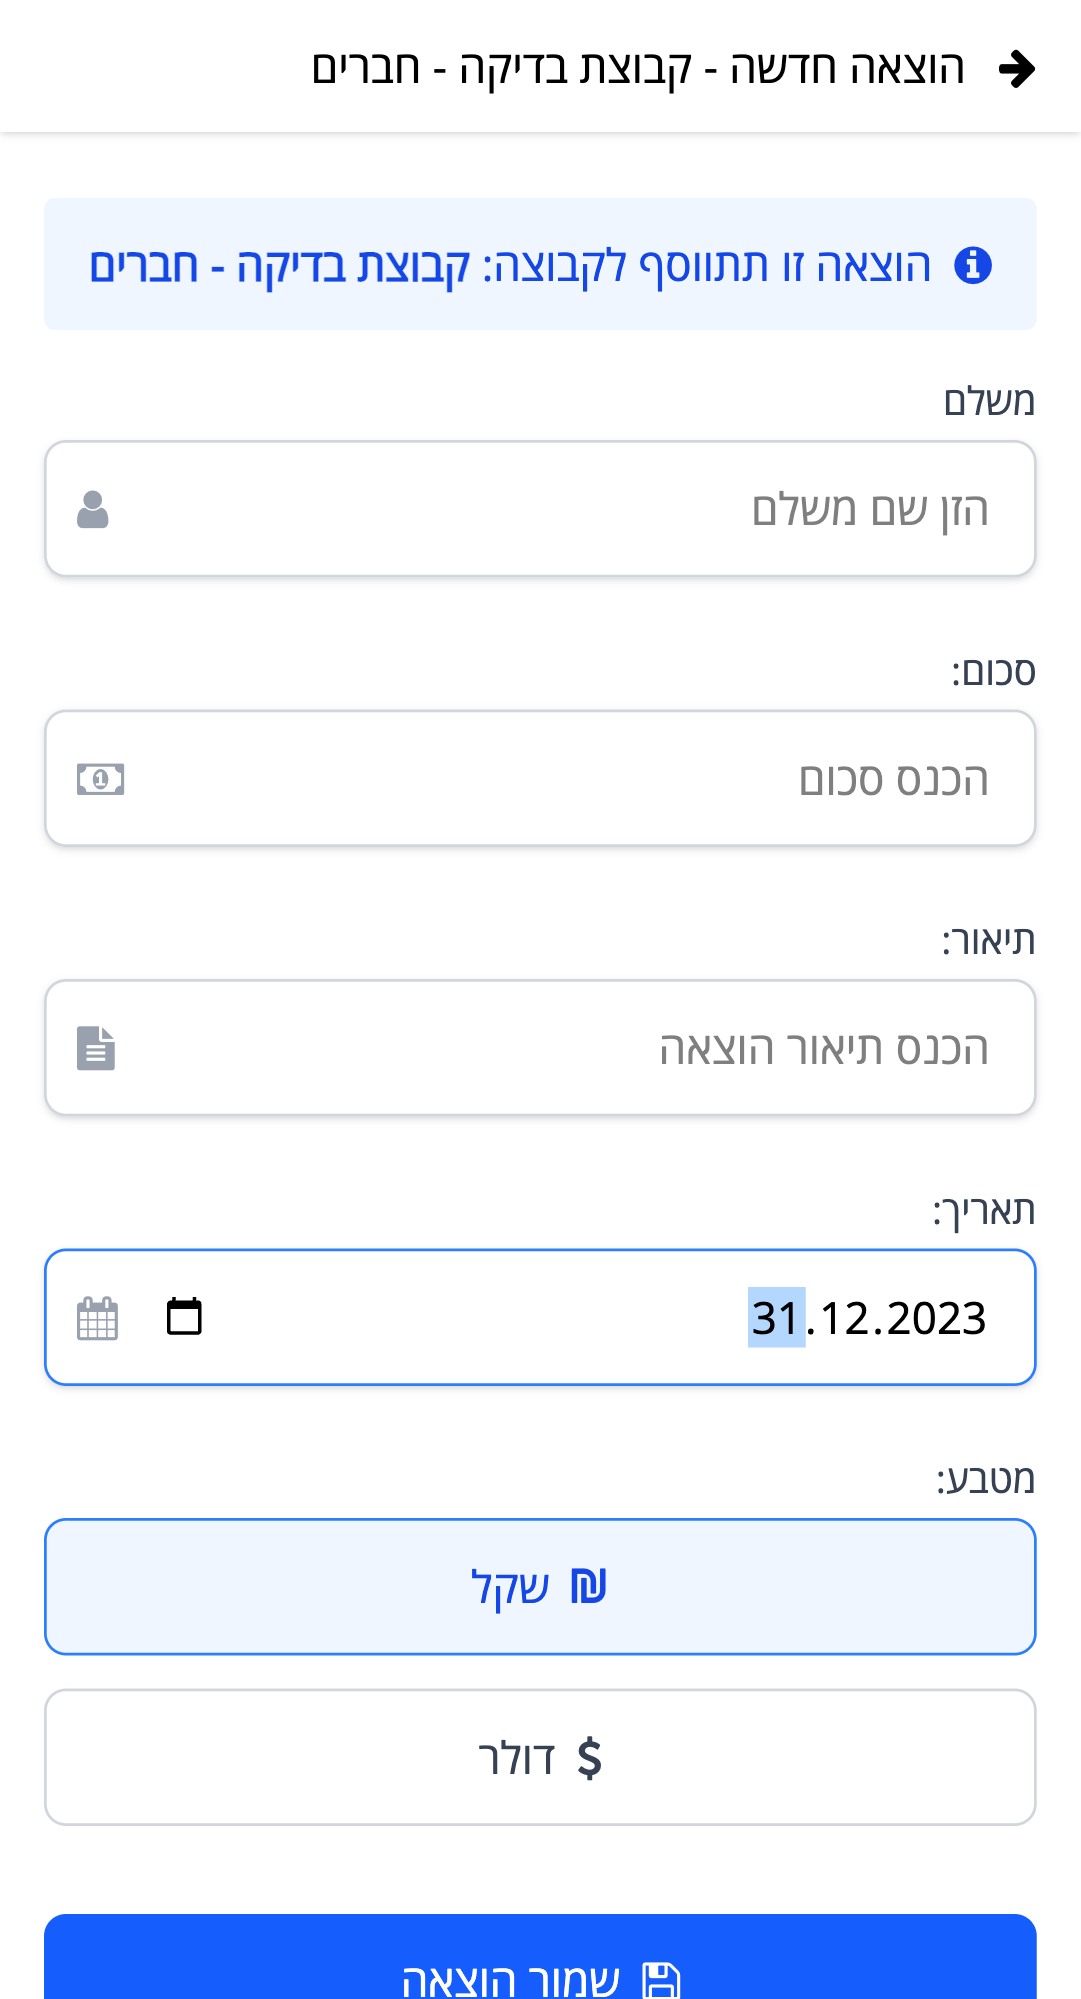 הוצאה חדשה - קבוצת בדיקה - חברים
הוצאה זו תתווסף לקבוצה: קבוצת בדיקה - חברים
משלם
הזן שם משלם
סכום:
הכנס סכום
תיאור:
הכנס תיאור הוצאה
תאריך:
31.12.2023
מטבע:
₪ שקל
$ דולר
שמור הוצאה